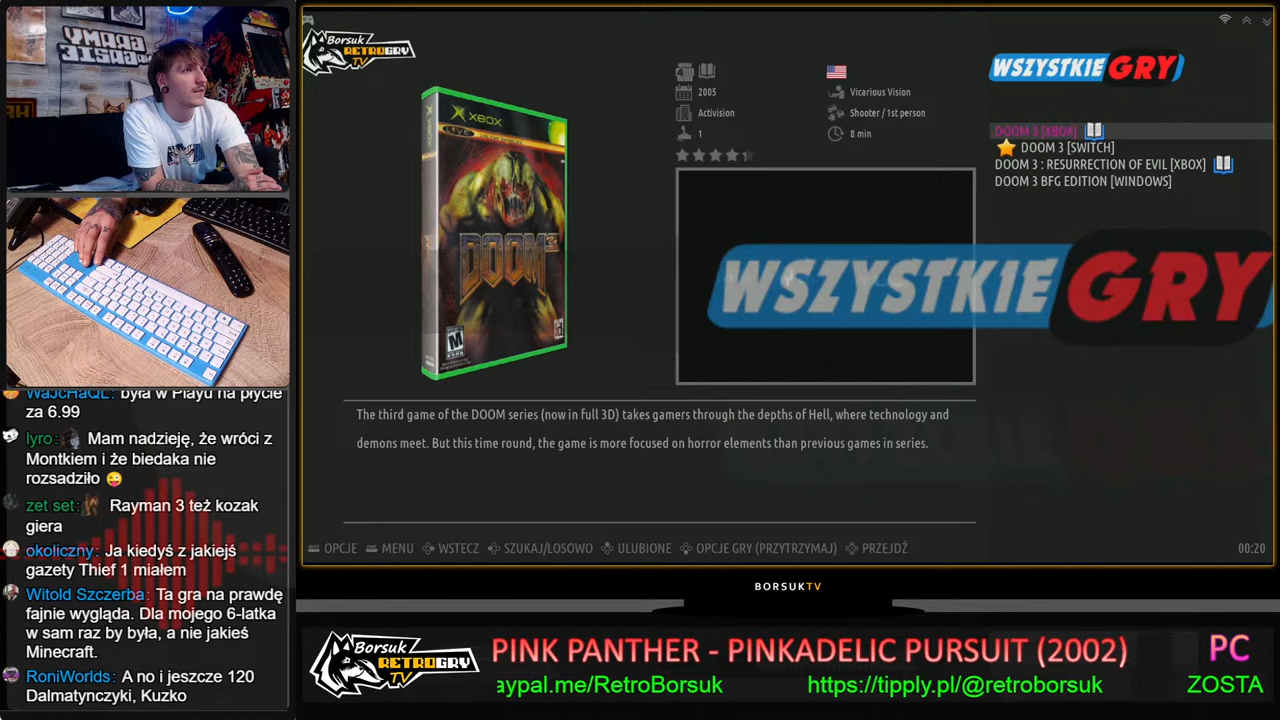 Borsuk
RETROGRY
TV
WSZYSTKIEGRY
2005
Vicarious Vision
Activision
Shooter / 1st person
1
8 min
XBOX
LIVE
DOOM 3
M
DOOM 3 [XBOX]
DOOM 3 [SWITCH]
DOOM 3 : RESURRECTION OF EVIL [XBOX]
DOOM 3 BFG EDITION [WINDOWS]
WSZYSTKIE GRY
The third game of the DOOM series (now in full 3D) takes gamers through the depths of Hell, where technology and
demons meet. But this time round, the game is more focused on horror elements than previous games in series.
OPCJE MENU WSTECZ SZUKAJ/LOSOWO ULUBIONE OPCJE GRY (PRZYTRZYMAJ) PRZEJDŹ
00:20
WaJcHaQL: była w Playu na płycie
za 6.99
lyro: Mam nadzieję, że wróci z
Montkiem i że biedaka nie
rozsadziło
zet set: Rayman 3 też kozak
giera
okoliczny: Ja kiedyś z jakiejś
gazety Thief 1 miałem
Witold Szczerba: Ta gra na prawdę
fajnie wygląda. Dla mojego 6-latka
w sam raz by była, a nie jakieś
Minecraft.
RoniWorlds: A no i jeszcze 120
Dalmatynczyki, Kuzko
BORSUKTV
Borsuk
RETROGRY
TV
PINK PANTHER - PINKADELIC PURSUIT (2002)
PC
aypal.me/RetroBorsuk
https://tipply.pl/@retroborsuk
ZOSTA